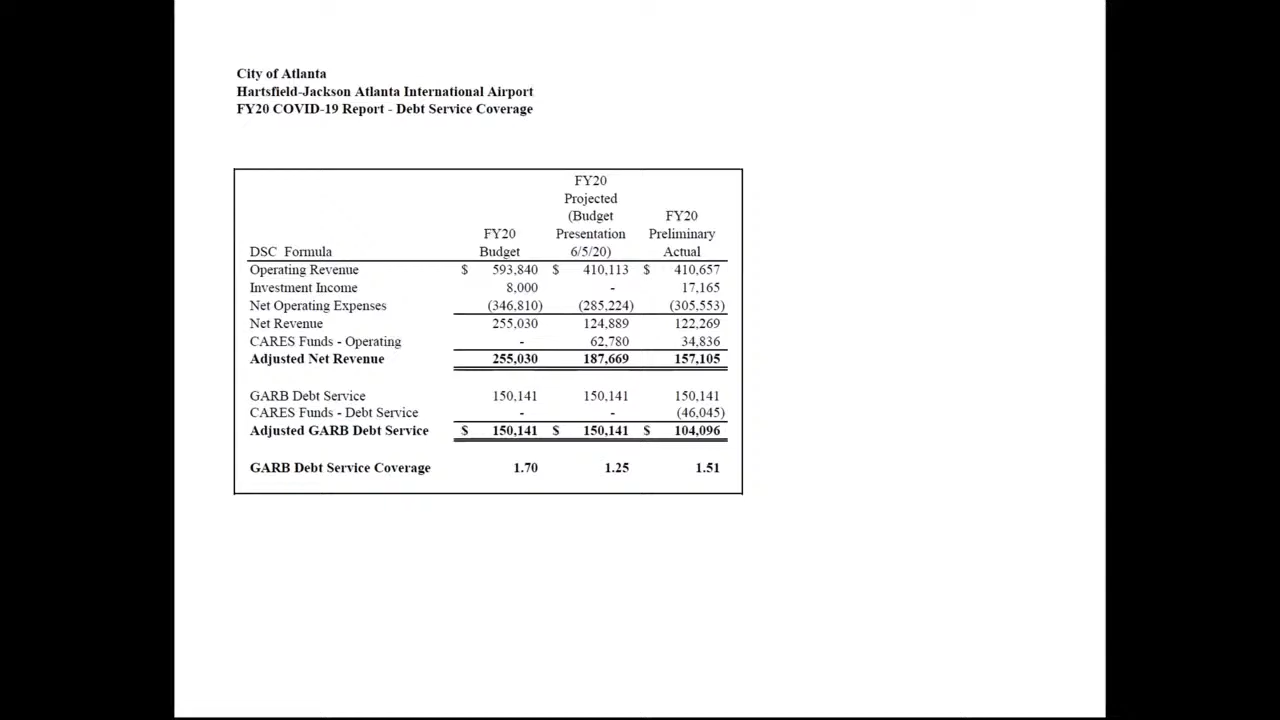 City of Atlanta
Hartsfield-Jackson Atlanta International Airport
FY20 COVID-19 Report - Debt Service Coverage
FY20
Projected
(Budget FY20
FY20 Presentation Preliminary
DSC Formula Budget 6/5/20) Actual
Operating Revenue $ 593,840 $ 410,113 $ 410,657
Investment Income 8,000 - 17,165
Net Operating Expenses (346,810) (285,224) (305,553)
Net Revenue 255,030 124,889 122,269
CARES Funds - Operating - 62,780 34,836
Adjusted Net Revenue 255,030 187,669 157,105
GARB Debt Service 150,141 150,141 150,141
CARES Funds - Debt Service - - (46,045)
Adjusted GARB Debt Service $ 150,141 $ 150,141 $ 104,096
GARB Debt Service Coverage 1.70 1.25 1.51